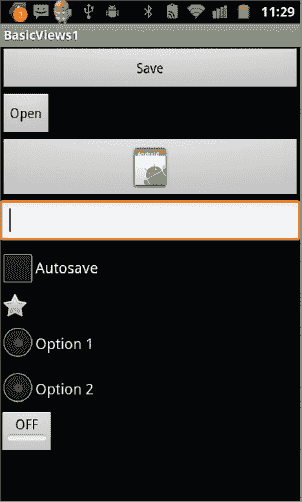 11:29
BasicViews1
Save
Open
Autosave
Option 1
Option 2
OFF